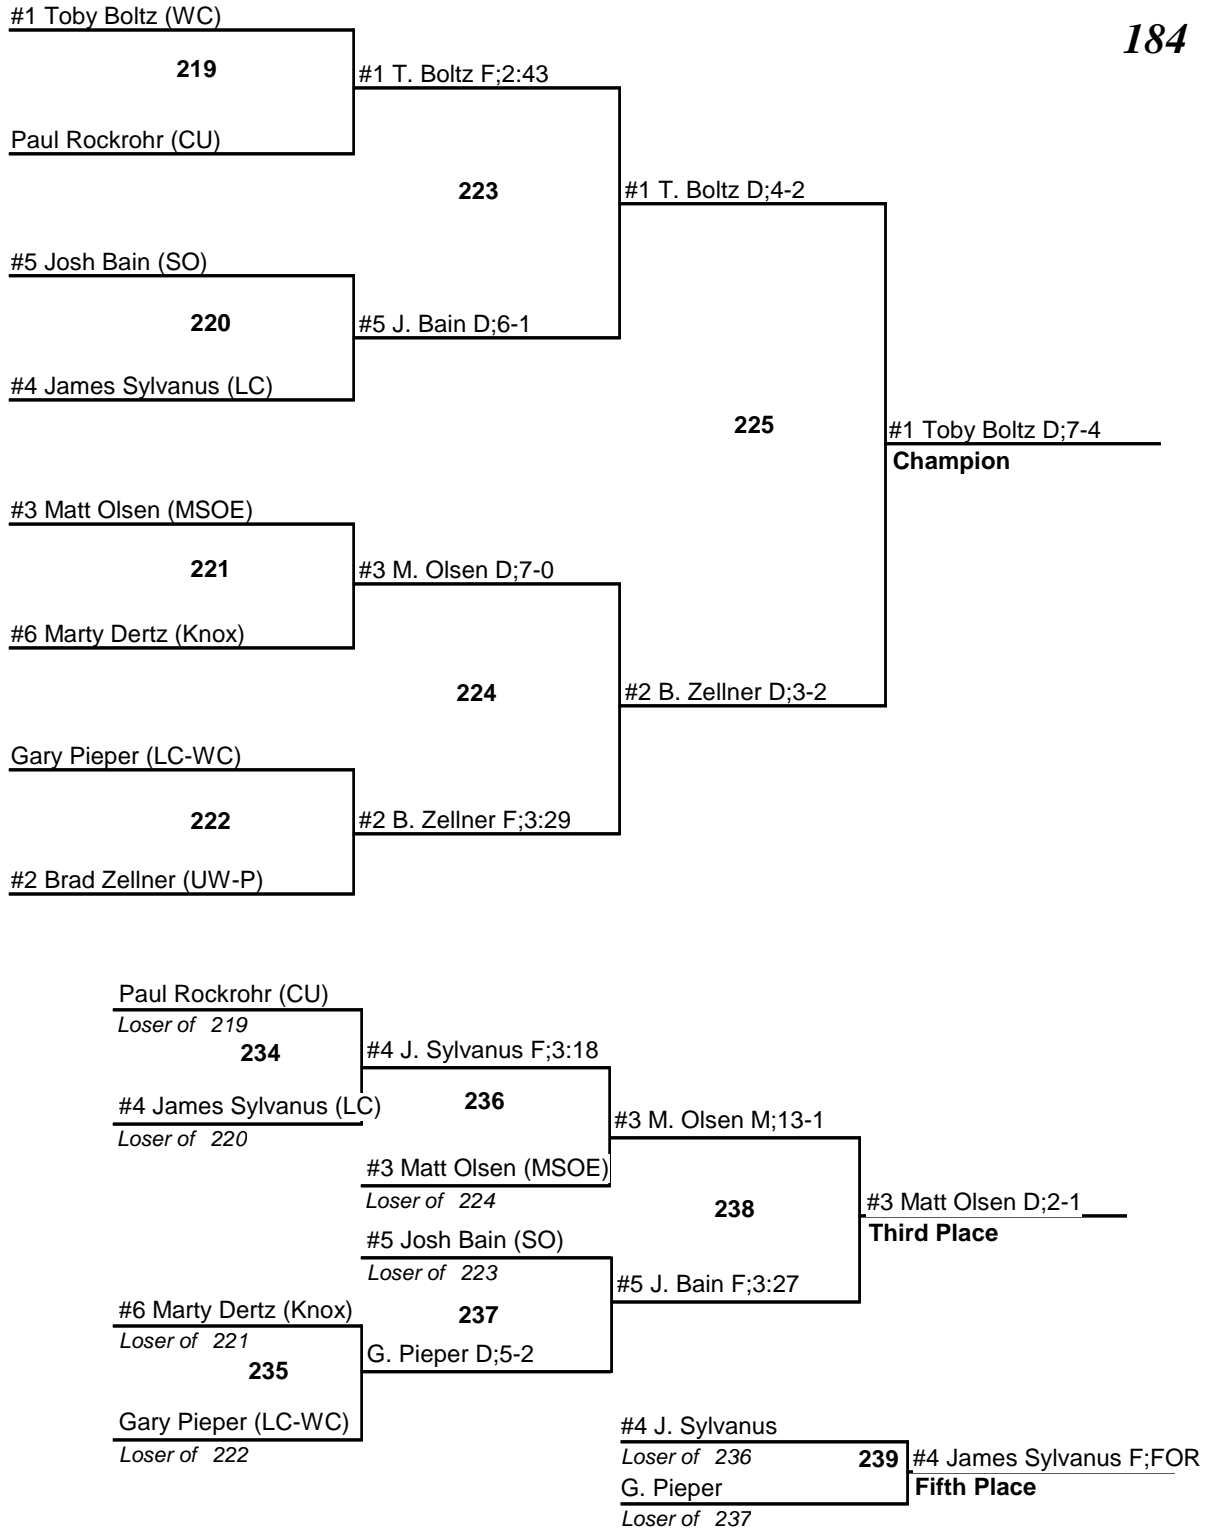 #1 Toby Boltz (WC)
184
219
#1 T. Boltz F;2:43
Paul Rockrohr (CU)
223
#1 T. Boltz D;4-2
#5 Josh Bain (SO)
220
#5 J. Bain D;6-1
#4 James Sylvanus (LC)
225
#1 Toby Boltz D;7-4
Champion
#3 Matt Olsen (MSOE)
221
#3 M. Olsen D;7-0
#6 Marty Dertz (Knox)
224
#2 B. Zellner D;3-2
Gary Pieper (LC-WC)
222
#2 B. Zellner F;3:29
#2 Brad Zellner (UW-P)
Paul Rockrohr (CU)
Loser of 219
234
#4 J. Sylvanus F;3:18
#4 James Sylvanus (LC)
Loser of 220
236
#3 M. Olsen M;13-1
#3 Matt Olsen (MSOE)
Loser of 224
238
#3 Matt Olsen D;2-1
Third Place
#5 Josh Bain (SO)
Loser of 223
#5 J. Bain F;3:27
#6 Marty Dertz (Knox)
Loser of 221
237
235
G. Pieper D;5-2
Gary Pieper (LC-WC)
Loser of 222
#4 J. Sylvanus
Loser of 236
239
#4 James Sylvanus F;FOR
Fifth Place
G. Pieper
Loser of 237